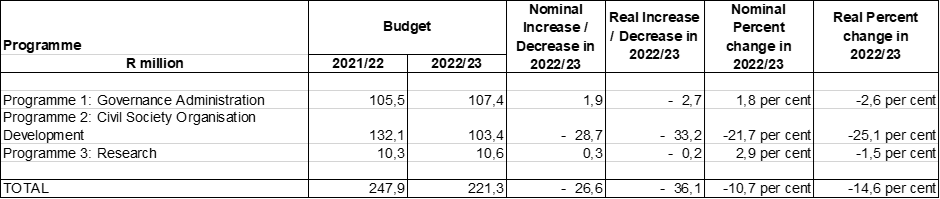 Programme Budget Nominal Increase / Decrease in 2022/23 Real Increase / Decrease in 2022/23 Nominal Percent change in 2022/23 Real Percent change in 2022/23
R million 2021/22 2022/23
Programme 1: Governance Administration 105,5 107,4 1,9 - 2,7 1,8 per cent -2,6 per cent
Programme 2: Civil Society Organisation
Development 132,1 103,4 - 28,7 - 33,2 -21,7 per cent -25,1 per cent
Programme 3: Research 10,3 10,6 0,3 - 0,2 2,9 per cent -1,5 per cent
TOTAL 247,9 221,3 - 26,6 - 36,1 -10,7 per cent -14,6 per cent